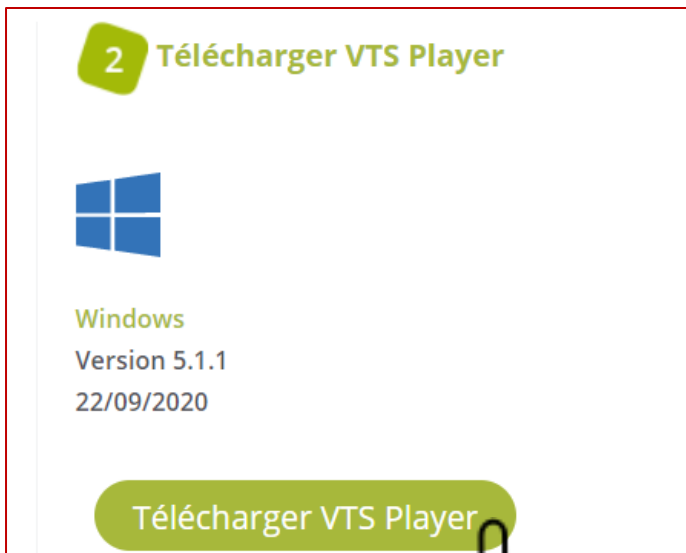 2 Télécharger VTS Player
Windows
Version 5.1.1
22/09/2020
Télécharger VTS Player